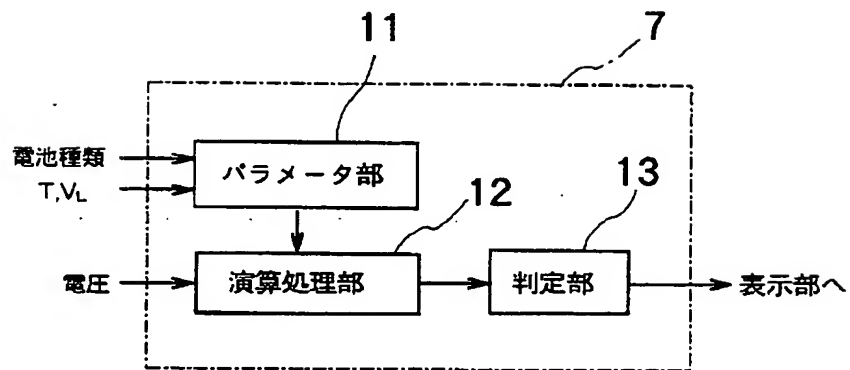 11
7
電池種類
T,VL
パラメータ部
12
13
電圧
演算処理部
判定部
表示部へ